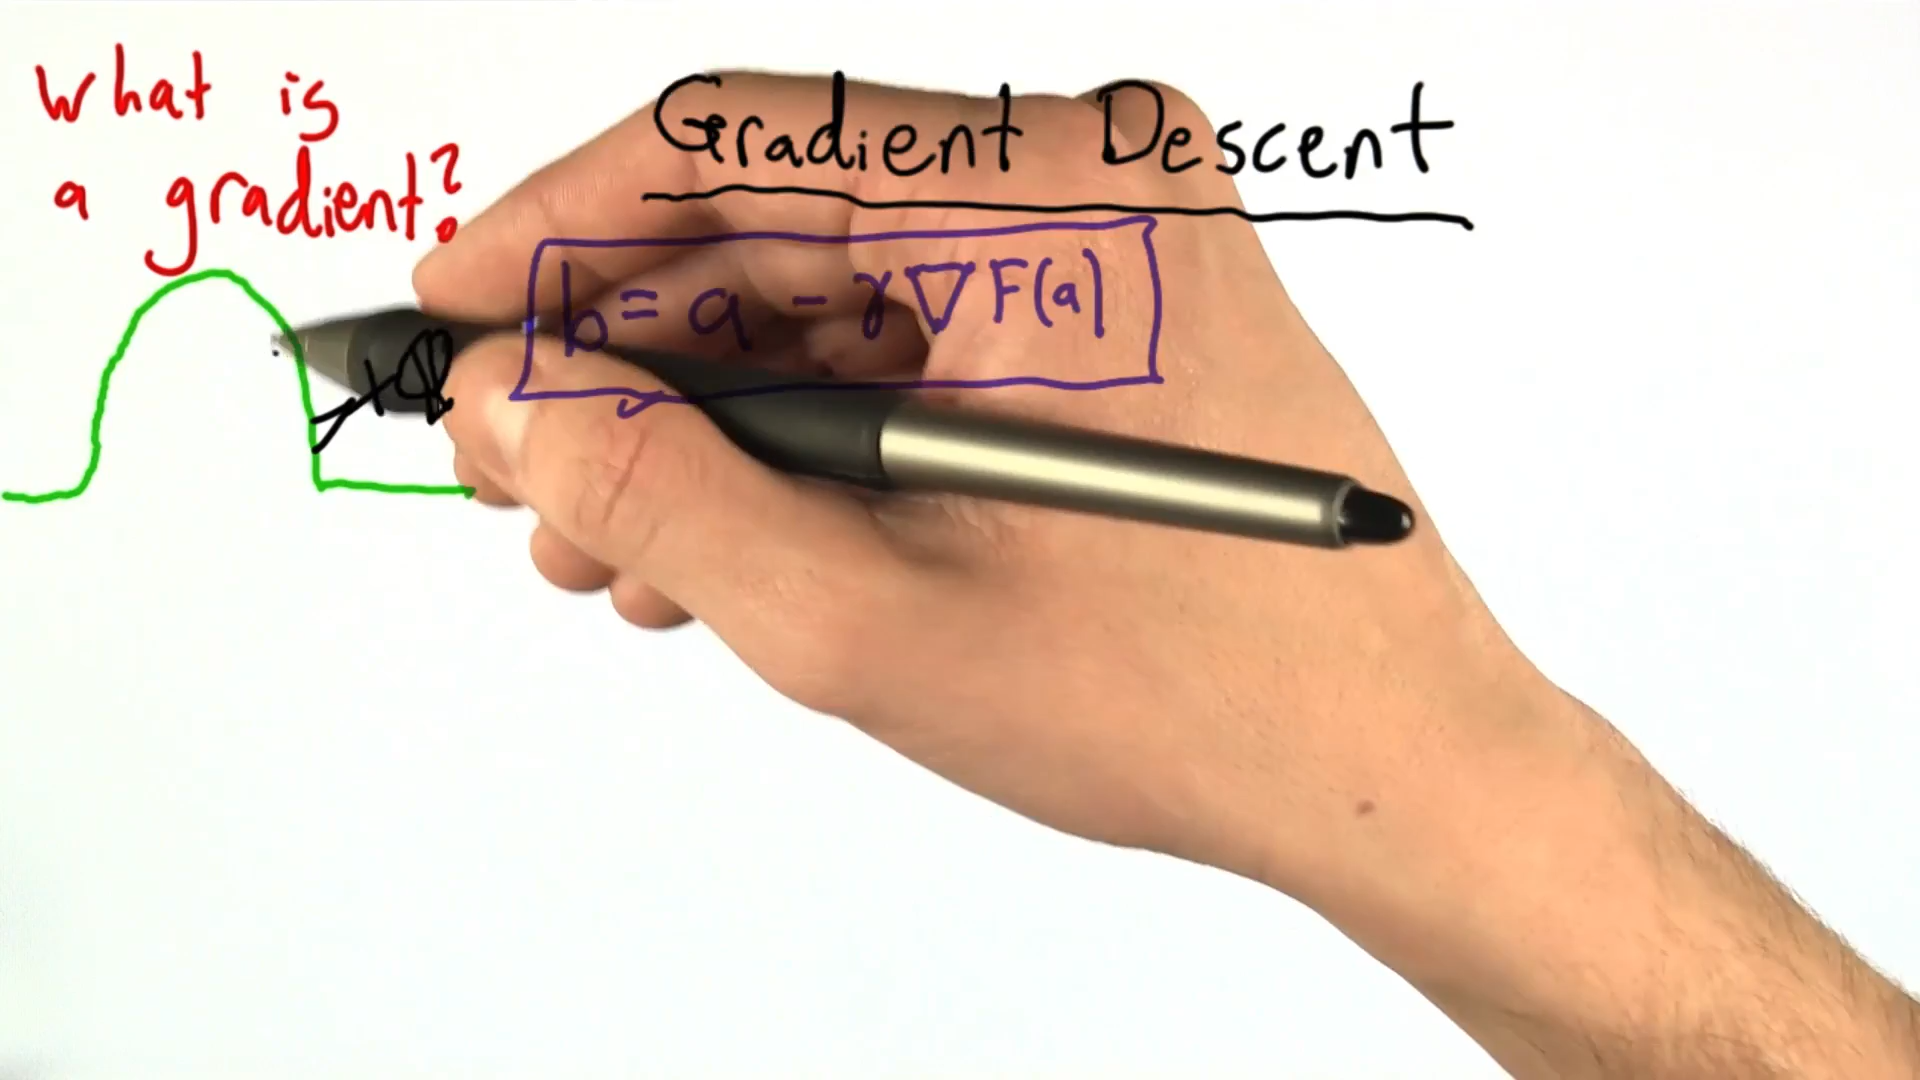 What is
a gradient?
Gradient Descent
b = a - γ∇F(a)